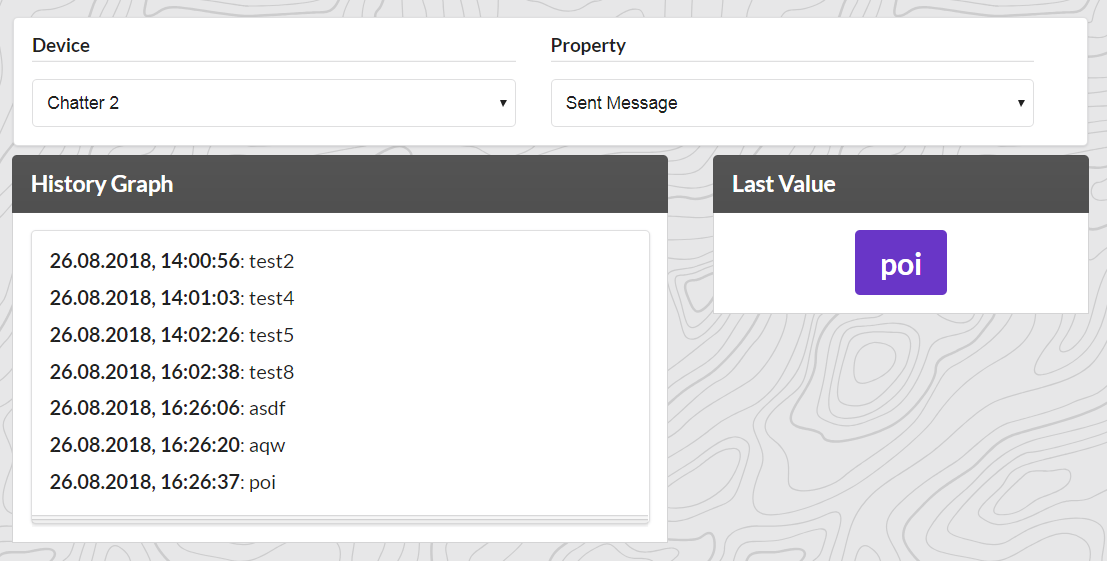 Device
Property
Chatter 2
Sent Message
History Graph
Last Value
26.08.2018, 14:00:56: test2
26.08.2018, 14:01:03: test4
26.08.2018, 14:02:26: test5
26.08.2018, 16:02:38: test8
26.08.2018, 16:26:06: asdf
26.08.2018, 16:26:20: aqw
26.08.2018, 16:26:37: poi
poi